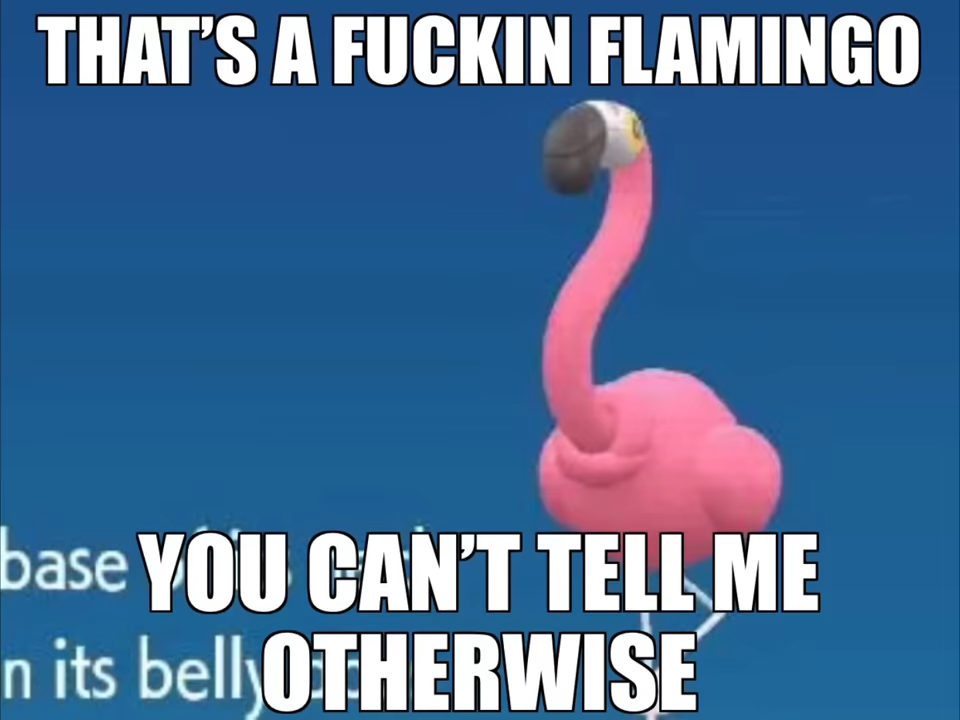 THAT'S A FUCKIN FLAMINGO
base
YOU CAN'T TELL ME
n its belly
OTHERWISE